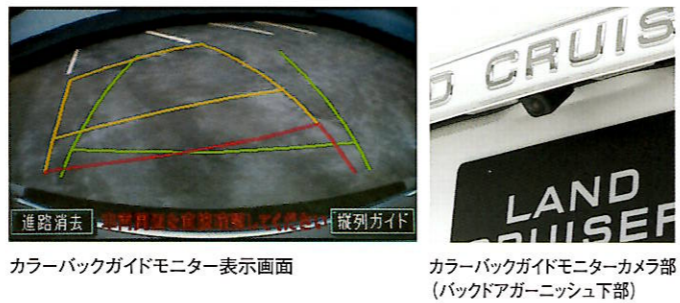 D CRUIS
LAND
CRUISER
進路消去
縦列ガイド
カラーバックガイドモニター表示画面
カラーバックガイドモニターカメラ部
(バックドアガーニッシュ下部)